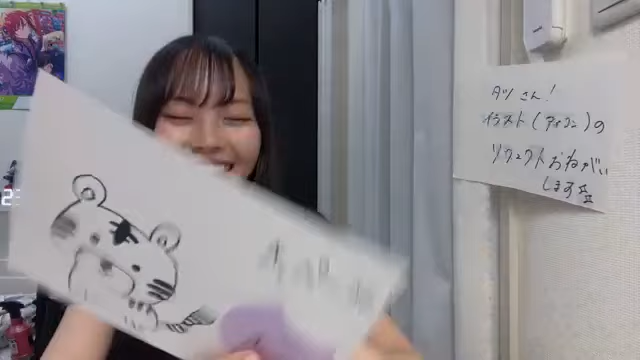 タツさん!
イラスト(アイコン)の
リクエストおねがい
します☆☆